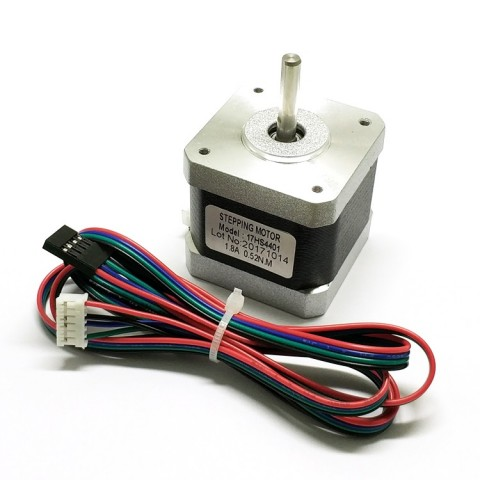 STEPPING MOTOR
Model : 17HS4401
Lot No:20171014
1.8A 0.52N.M